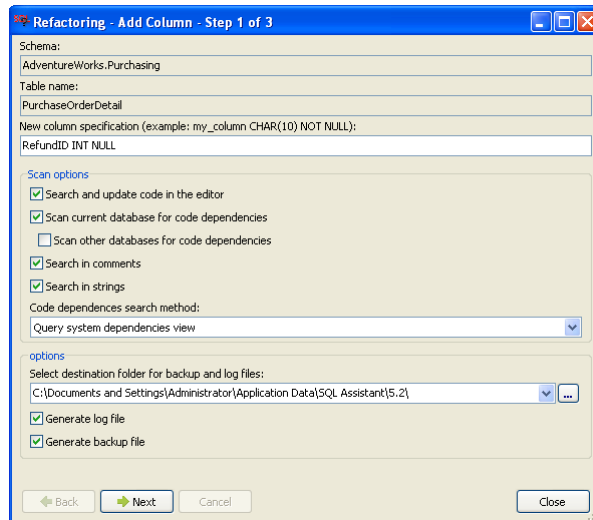 Refactoring - Add Column - Step 1 of 3
Schema:
AdventureWorks.Purchasing
Table name:
PurchaseOrderDetail
New column specification (example: my_column CHAR(10) NOT NULL):
RefundID INT NULL
Scan options
Search and update code in the editor
Scan current database for code dependencies
Scan other databases for code dependencies
Search in comments
Search in strings
Code dependences search method:
Query system dependencies view
options
Select destination folder for backup and log files:
C:\Documents and Settings\Administrator\Application Data\SQL Assistant\5.2\
...
Generate log file
Generate backup file
Back Next Cancel Close